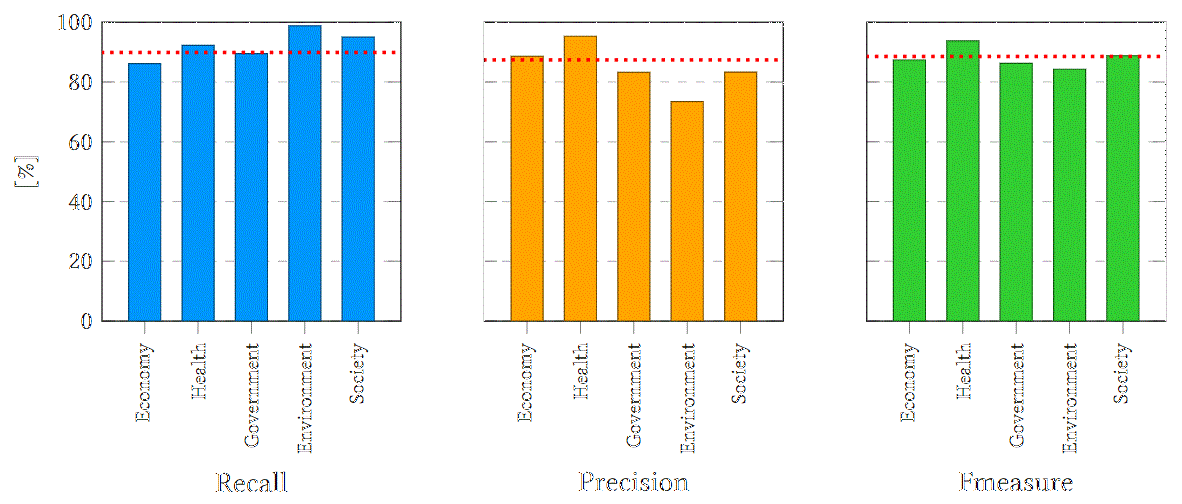 [%]
100
80
60
40
20
0
Economy
Health
Government
Environment
Society
Recall
Economy
Health
Government
Environment
Society
Precision
Economy
Health
Government
Environment
Society
Fmeasure